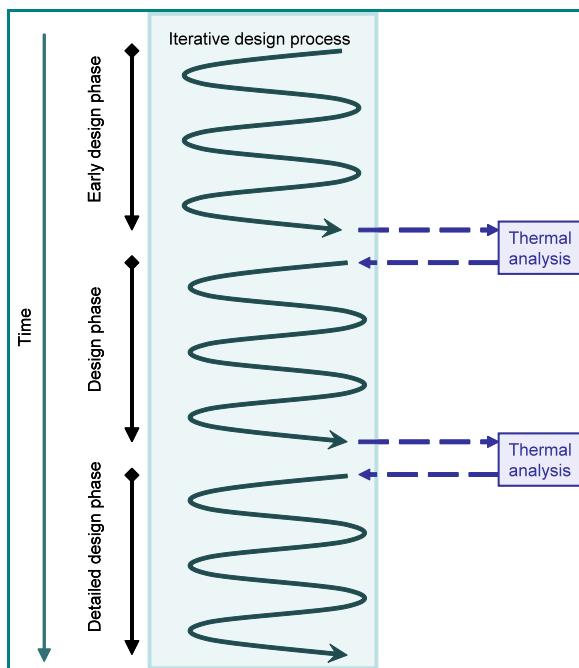 Iterative design process
Early design phase
Thermal
analysis
Time
Design phase
Thermal
analysis
Detailed design phase